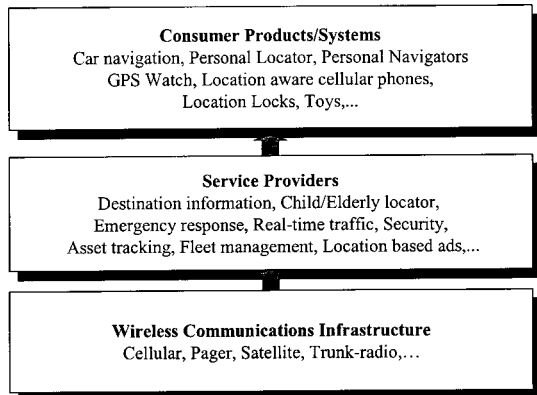 Consumer Products/Systems
Car navigation, Personal Locator, Personal Navigators
GPS Watch, Location aware cellular phones,
Location Locks, Toys,...
Service Providers
Destination information, Child/Elderly locator,
Emergency response, Real-time traffic, Security,
Asset tracking, Fleet management, Location based ads,...
Wireless Communications Infrastructure
Cellular, Pager, Satellite, Trunk-radio,…